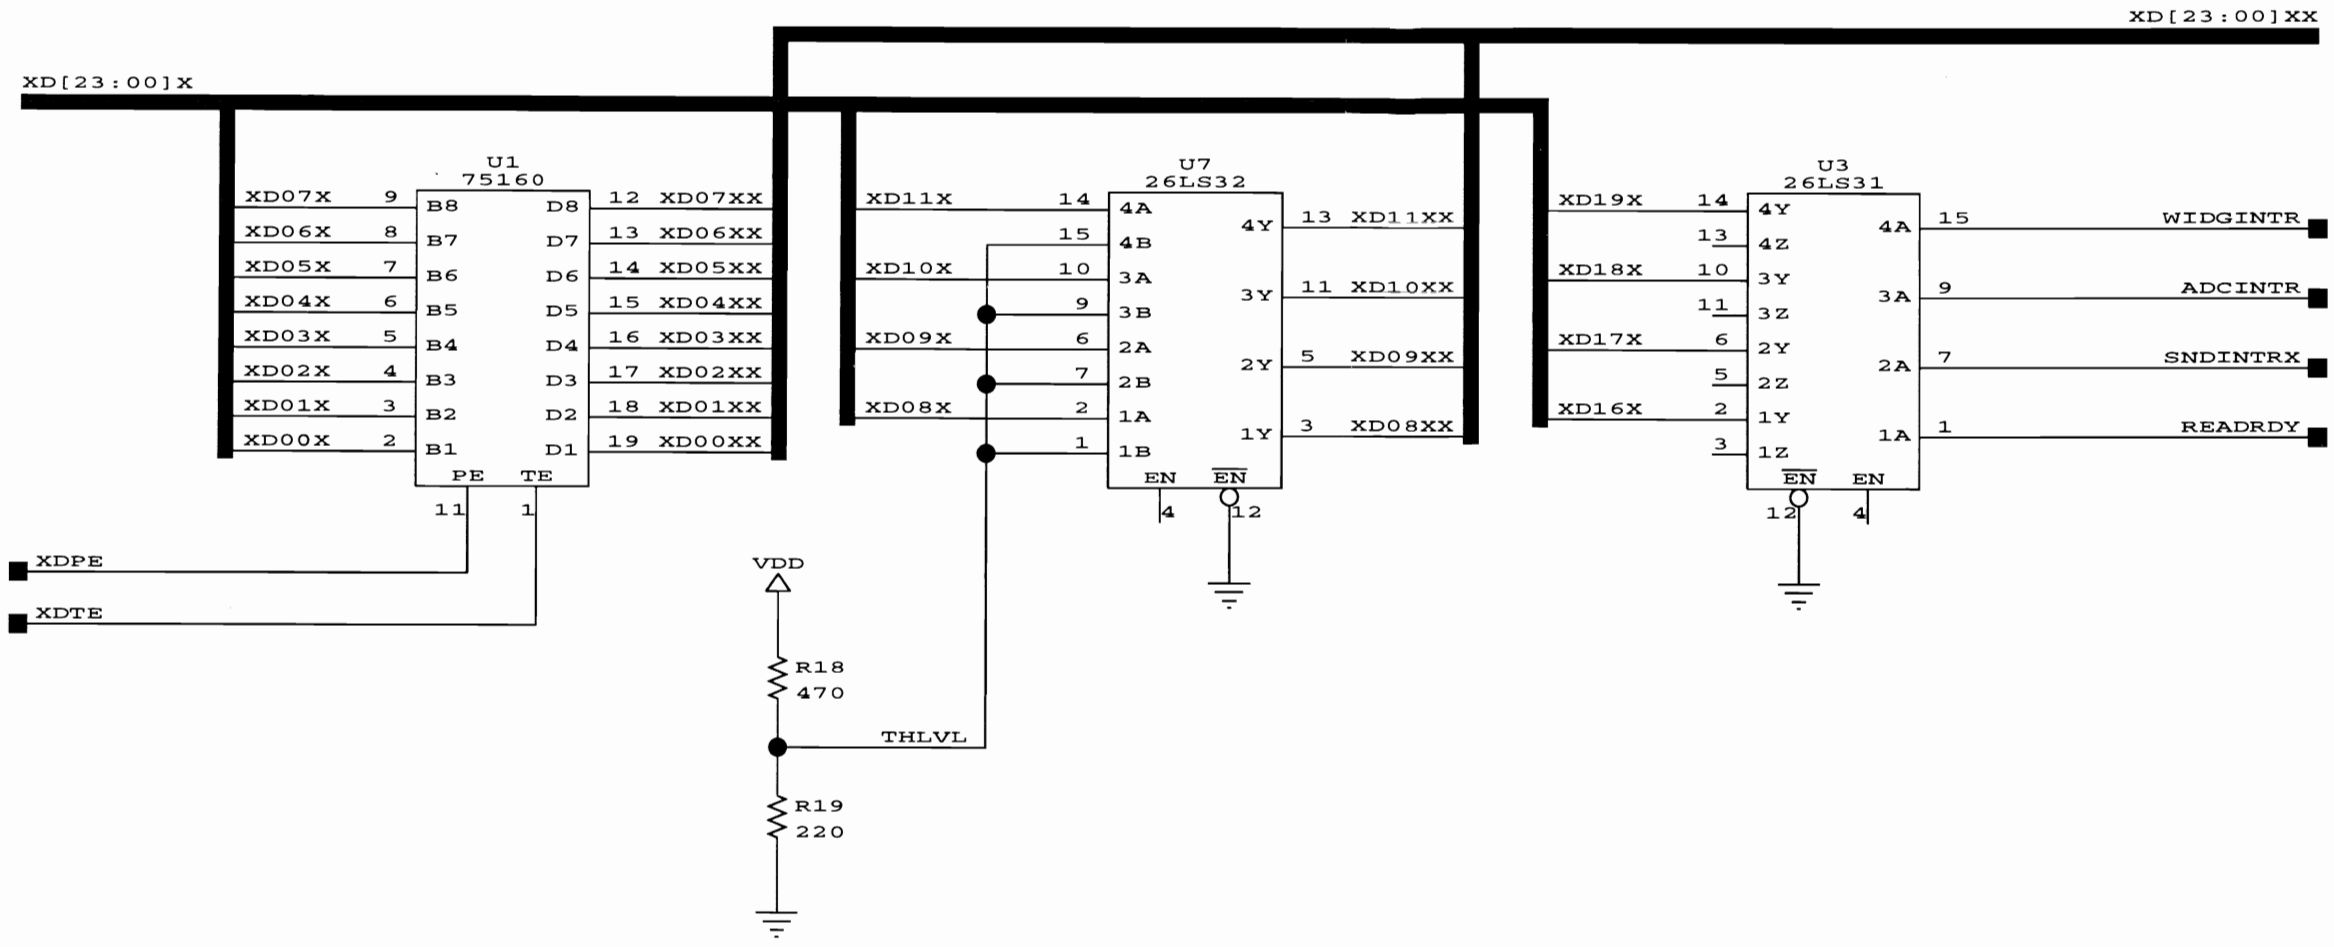 XD[23:00]XX
XD[23:00]X
U1
75160
XD07X 9 B8 D8 12 XD07XX
XD06X 8 B7 D7 13 XD06XX
XD05X 7 B6 D6 14 XD05XX
XD04X 6 B5 D5 15 XD04XX
XD03X 5 B4 D4 16 XD03XX
XD02X 4 B3 D3 17 XD02XX
XD01X 3 B2 D2 18 XD01XX
XD00X 2 B1 D1 19 XD00XX
PE TE
11 1
XDPE
XDTE
U7
26LS32
XD11X 14 4A
4Y 13 XD11XX
15 4B
XD10X 10 3A
3Y 11 XD10XX
9 3B
XD09X 6 2A
2Y 5 XD09XX
7 2B
XD08X 2 1A
1Y 3 XD08XX
1 1B
EN EN
4 12
VDD
R18
470
THLVL
R19
220
U3
26LS31
XD19X 14 4Y
4A 15 WIDGINTR
13 4Z
XD18X 10 3Y
3A 9 ADCINTR
11 3Z
XD17X 6 2Y
2A 7 SNDINTRX
5 2Z
XD16X 2 1Y
1A 1 READRDY
3 1Z
EN EN
12 4